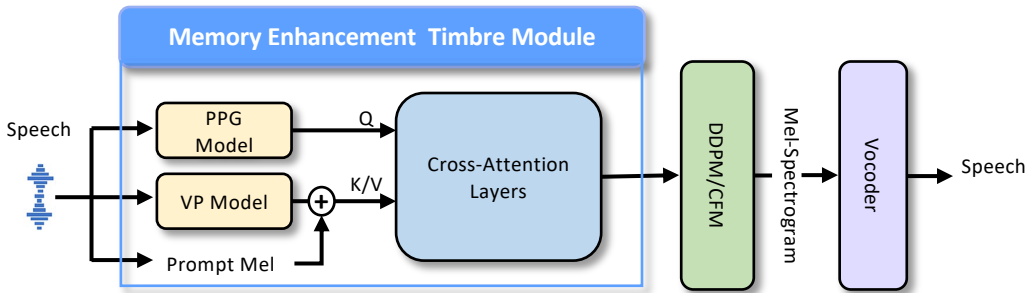 Memory Enhancement Timbre Module
Speech
PPG
Model
Q
VP Model
K/V
Prompt Mel
Cross-Attention
Layers
DDPM/CFM
Mel-Spectrogram
Vocoder
Speech